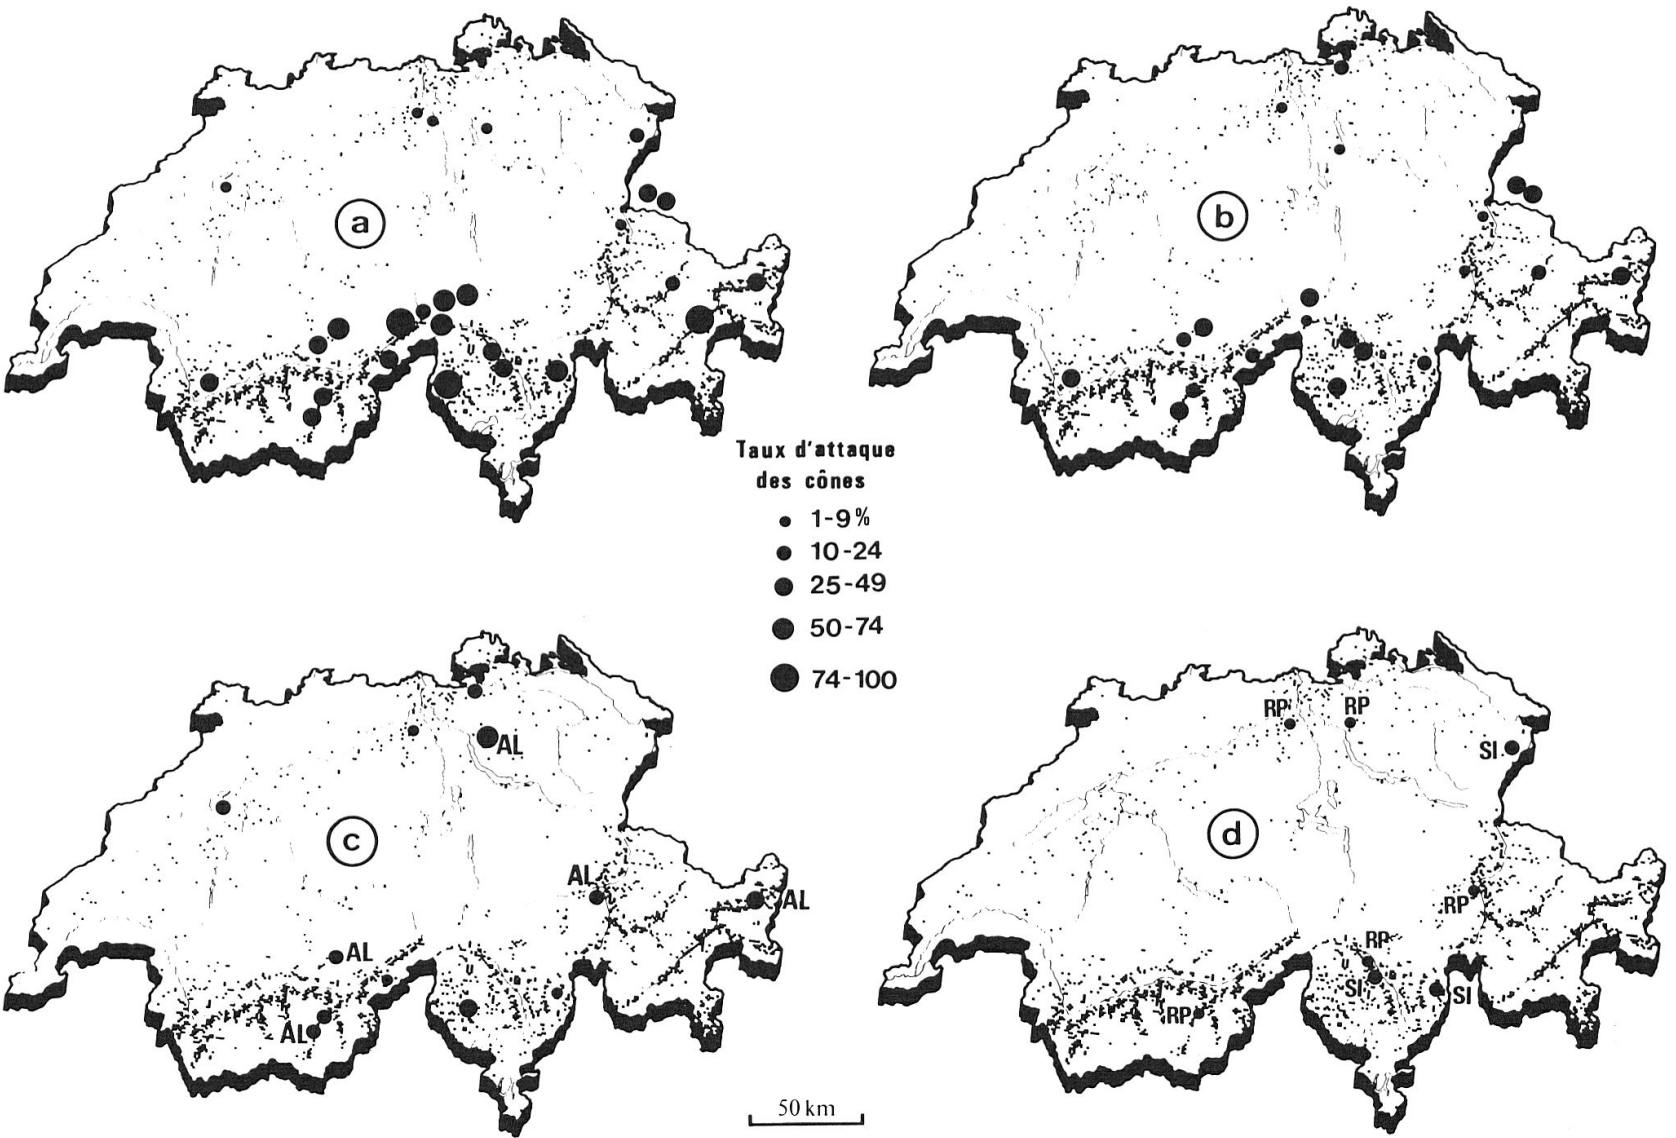 a
b
Taux d'attaque
des cônes
1-9%
10-24
25-49
50-74
74-100
c
AL
AL
AL
AL
AL
d
RP
RP
SI
RP
RP
SI
SI
RP
50 km